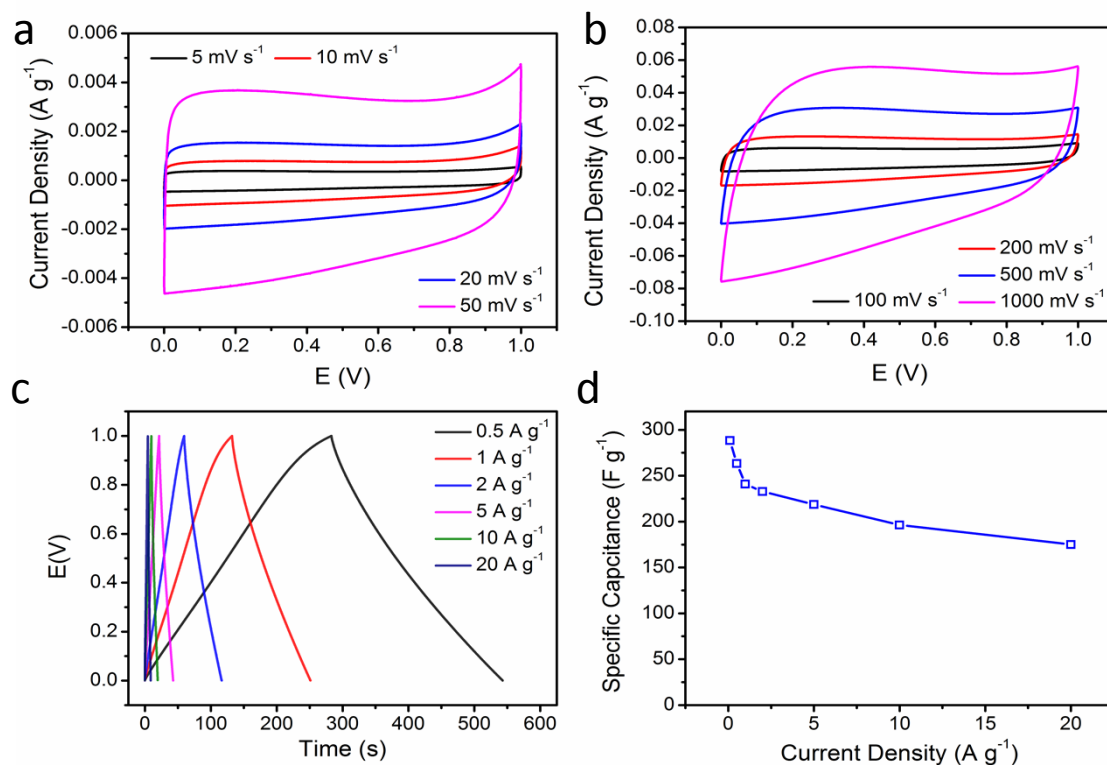 a
5 mV s⁻¹ 10 mV s⁻¹
0.006
0.004
0.002
0.000
-0.002
-0.004
-0.006
Current Density (A g⁻¹)
20 mV s⁻¹
50 mV s⁻¹
0.0 0.2 0.4 0.6 0.8 1.0
E (V)
b
0.08
0.06
0.04
0.02
0.00
-0.02
-0.04
-0.06
-0.08
-0.10
Current Density (A g⁻¹)
200 mV s⁻¹
500 mV s⁻¹
100 mV s⁻¹ 1000 mV s⁻¹
0.0 0.2 0.4 0.6 0.8 1.0
E (V)
c
1.0
0.8
0.6
0.4
0.2
0.0
E(V)
0.5 A g⁻¹
1 A g⁻¹
2 A g⁻¹
5 A g⁻¹
10 A g⁻¹
20 A g⁻¹
0 100 200 300 400 500 600
Time (s)
d
300
250
200
150
100
50
0
Specific Capcitance (F g⁻¹)
0 5 10 15 20
Current Density (A g⁻¹)